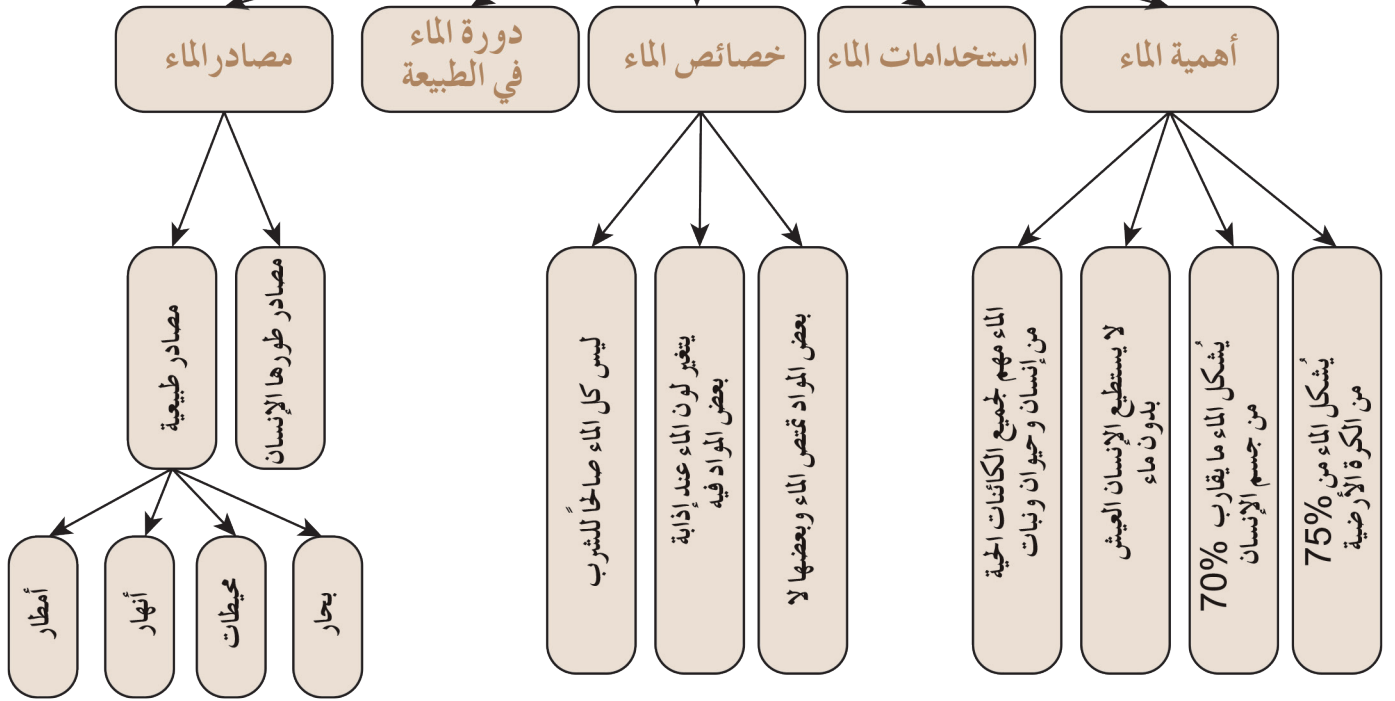 أهمية الماء
استخدامات الماء
خصائص الماء
دورة الماء
في الطبيعة
مصادر الماء
يُشكل الماء من 75%
من الكرة الأرضية
يُشكل الماء ما يقارب 70%
من جسم الإنسان
لا يستطيع الإنسان العيش
بدون ماء
الماء مهم لجميع الكائنات الحية
من إنسان و حيوان ونبات
بعض المواد تمتص الماء وبعضها لا
يتغير لون الماء عند إذابة
بعض المواد فيه
ليس كل الماء صالحاً للشرب
مصادر طورها الإنسان
مصادر طبيعية
بحار
محيطات
أنهار
أمطار